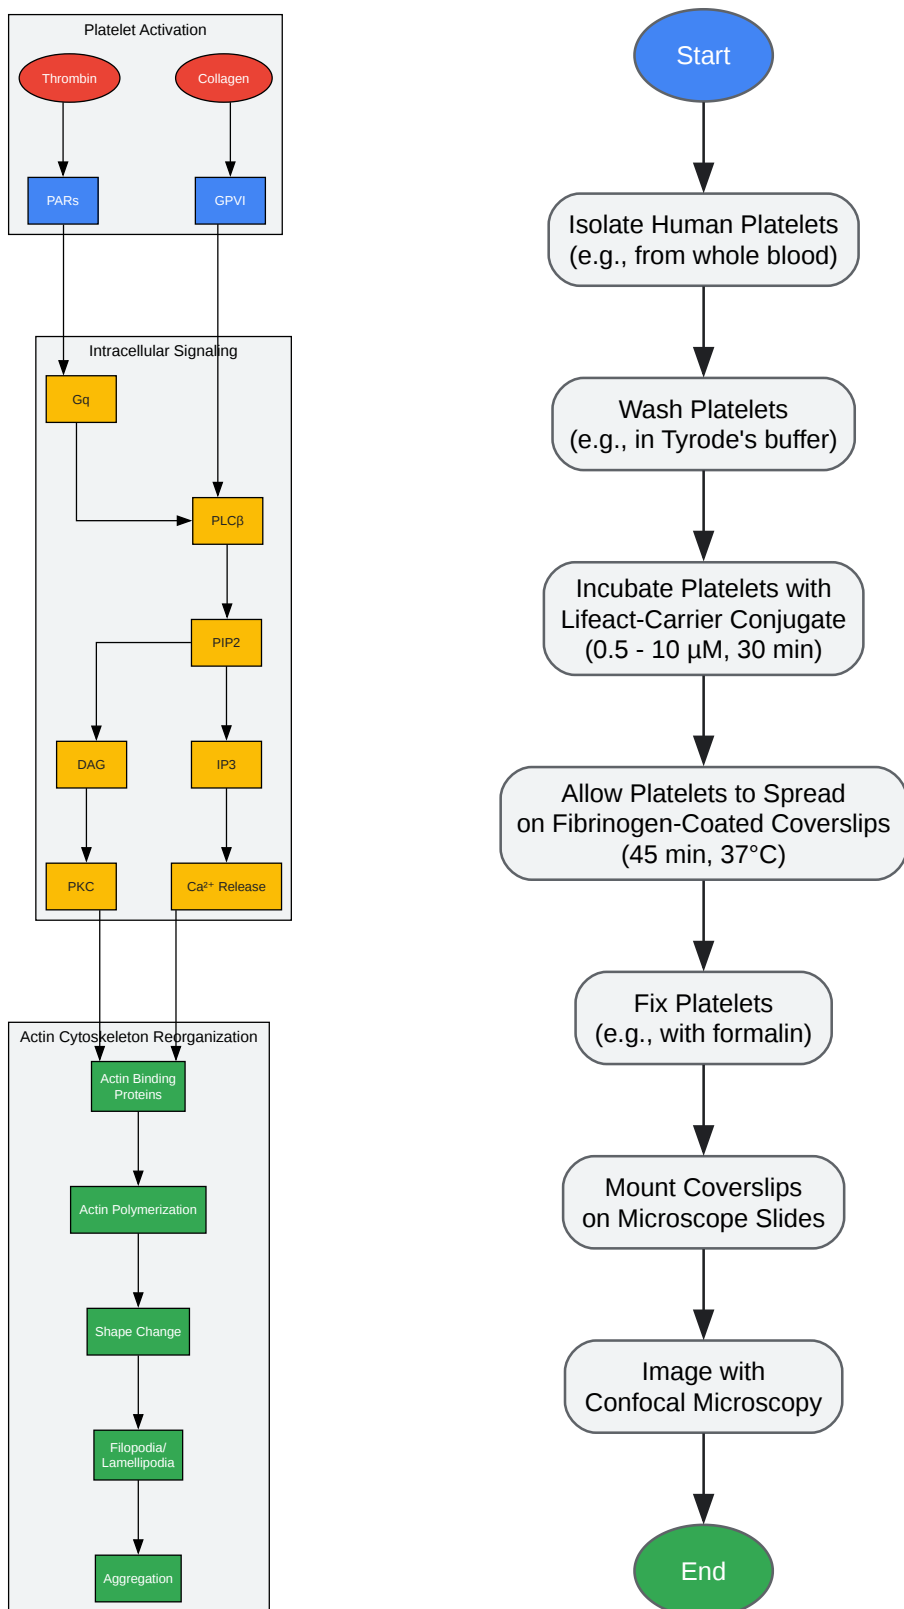 Platelet Activation
Thrombin
Collagen
PARs
GPVI
Intracellular Signaling
Gq
PLCβ
PIP2
DAG
IP3
PKC
Ca²⁺ Release
Actin Cytoskeleton Reorganization
Actin Binding
Proteins
Actin Polymerization
Shape Change
Filopodia/
Lamellipodia
Aggregation
Start
Isolate Human Platelets
(e.g., from whole blood)
Wash Platelets
(e.g., in Tyrode's buffer)
Incubate Platelets with
Lifeact-Carrier Conjugate
(0.5 - 10 µM, 30 min)
Allow Platelets to Spread
on Fibrinogen-Coated Coverslips
(45 min, 37°C)
Fix Platelets
(e.g., with formalin)
Mount Coverslips
on Microscope Slides
Image with
Confocal Microscopy
End